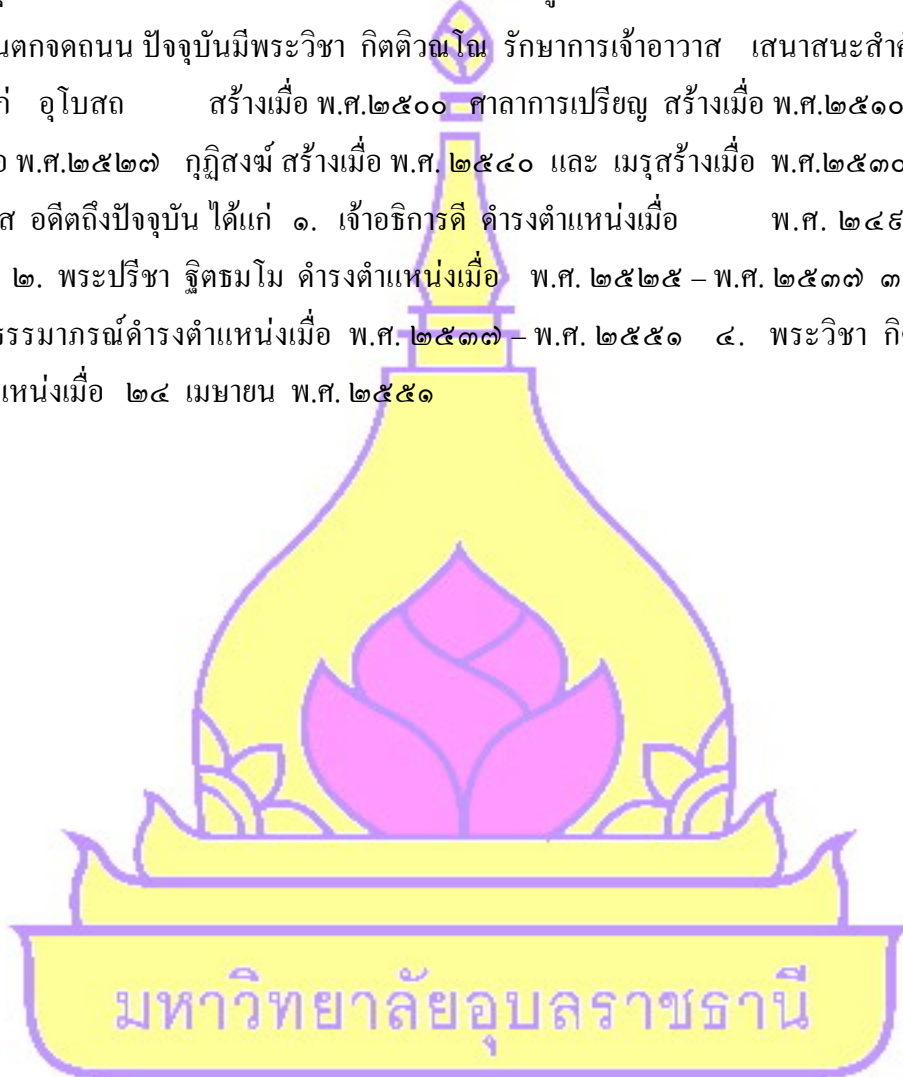 นตกจดถนน ปัจจุบันมีพระวิชา กิตติวณโณ รักษาการเจ้าอาวาส เสนาสนะสำค
ก่ อุโบสถ สร้างเมื่อ พ.ศ.๒๕๐๐ ศาลาการเปรียญ สร้างเมื่อ พ.ศ.๒๕๑๐
อ พ.ศ.๒๕๒๗ กุฏิสงฆ์ สร้างเมื่อ พ.ศ. ๒๕๔๐ และ เมรุสร้างเมื่อ พ.ศ.๒๕๓๐
ส อดีตถึงปัจจุบัน ได้แก่ ๑. เจ้าอธิการดี ดำรงตำแหน่งเมื่อ พ.ศ. ๒๔๙
๒. พระปรีชา ฐิตธมโม ดำรงตำแหน่งเมื่อ พ.ศ. ๒๕๒๕ – พ.ศ. ๒๕๓๗ ๓
ธรรมาภรณ์ดำรงตำแหน่งเมื่อ พ.ศ. ๒๕๓๗ – พ.ศ. ๒๕๕๑ ๔. พระวิชา กิ
แหน่งเมื่อ ๒๔ เมษายน พ.ศ. ๒๕๕๑
มหาวิทยาลัยอุบลราชธานี